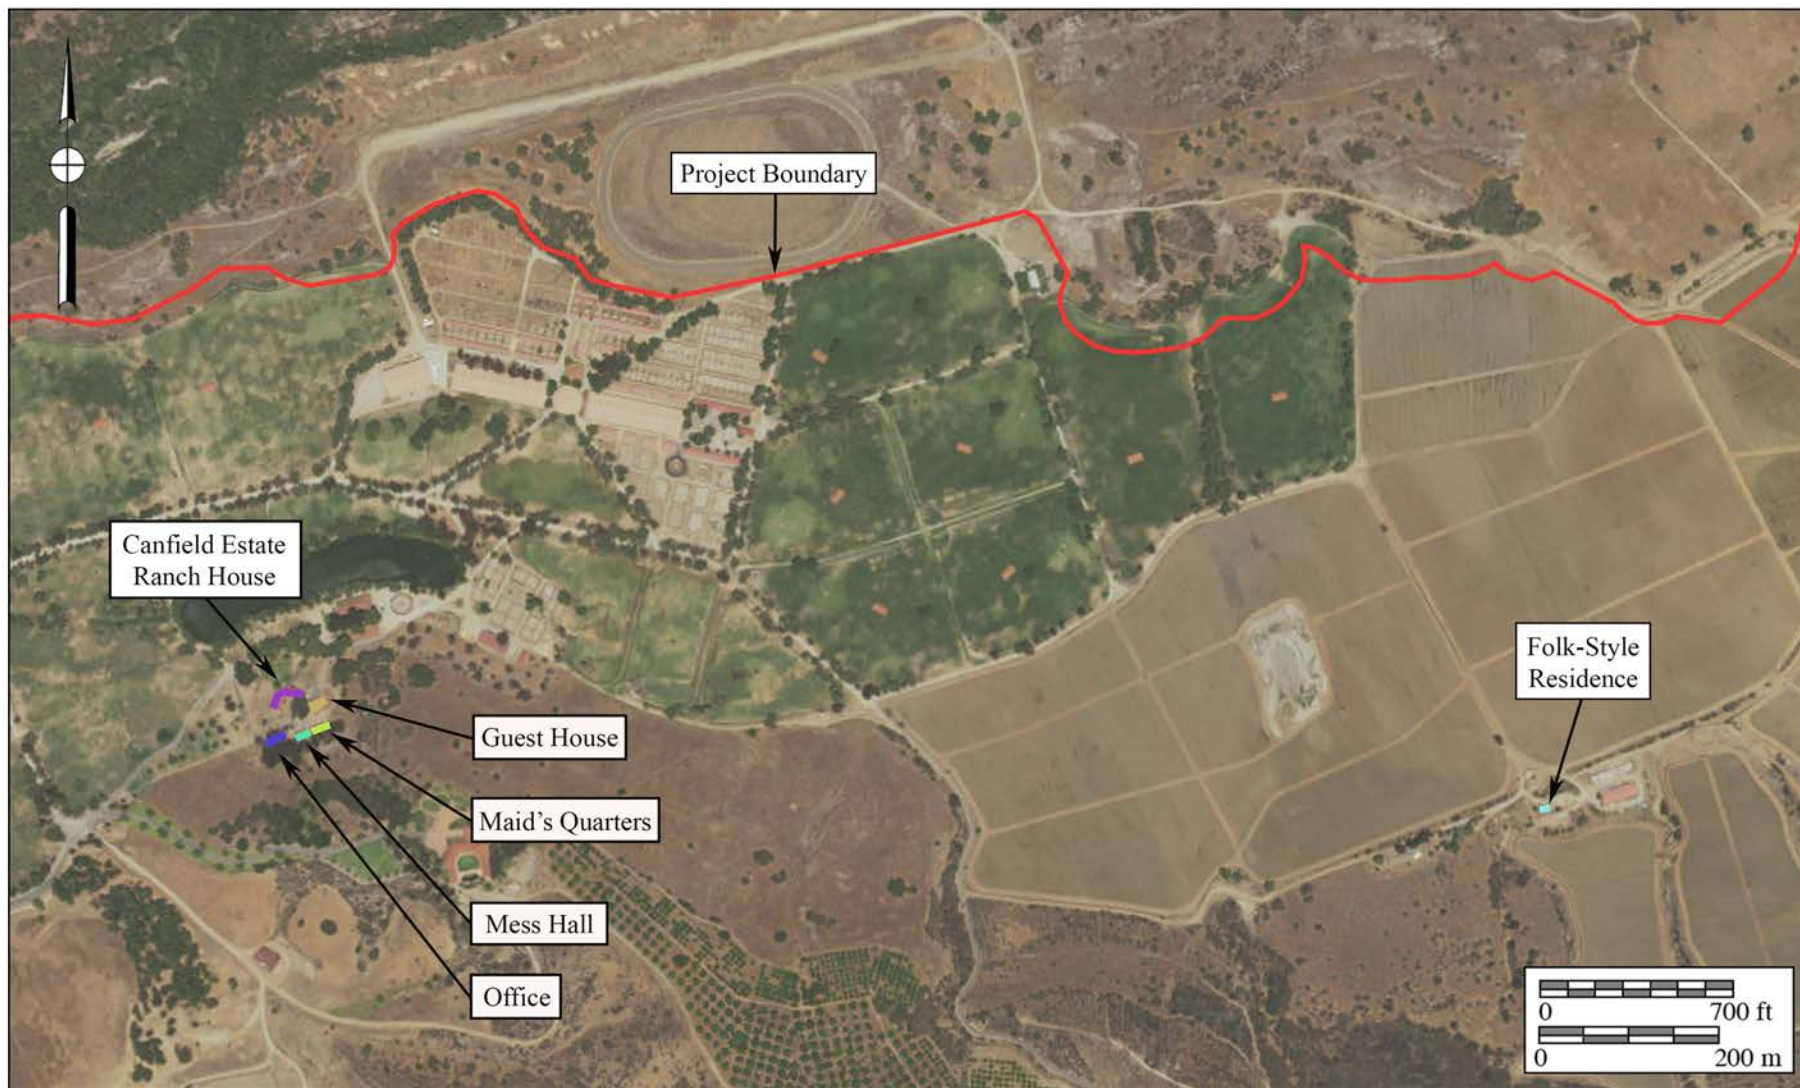 Project Boundary
Canfield Estate
Ranch House
Folk-Style
Residence
Guest House
Maid's Quarters
Mess Hall
Office
0 700 ft
0 200 m